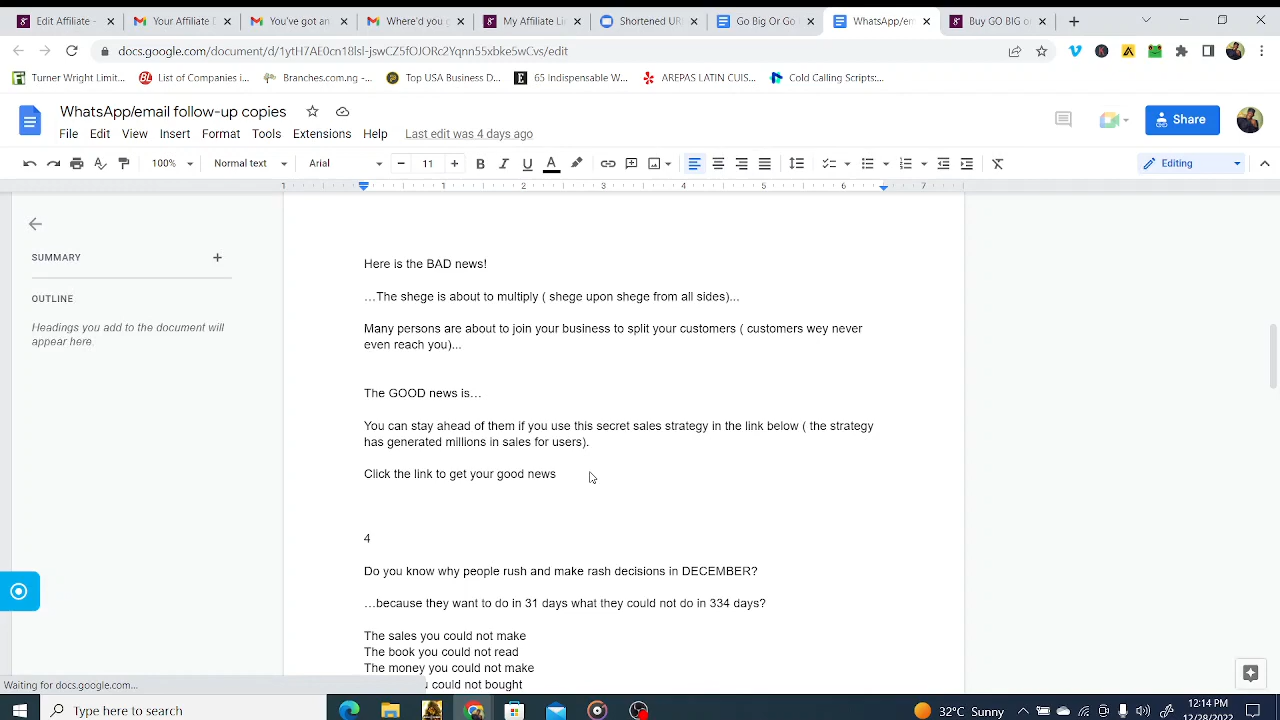 Edit Affiliate -
Your Affiliate D
You've got an
Where'd you g
My Affiliate Li
Shortened UR
Go Big Or Go
WhatsApp/em
Buy GO BIG or
docs.google.com/document/d/1ytH7AE0cn18lsl-jswCZ5fOJORc2Yqnn55xbke5wCvs/edit
Turner Wright Limit...
List of Companies i...
Branches.com.ng -...
Top USA Business D...
65 Indispensable W...
AREPAS LATIN CUIS...
Cold Calling Scripts:...
WhatsApp/email follow-up copies
File Edit View Insert Format Tools Extensions Help Last edit was 4 days ago
Share
100% Normal text Arial 11 Editing
1 1 2 3 4 5 6 7
SUMMARY
OUTLINE
Headings you add to the document will
appear here.
Here is the BAD news!
…The shege is about to multiply ( shege upon shege from all sides)...
Many persons are about to join your business to split your customers ( customers wey never
even reach you)...
The GOOD news is…
You can stay ahead of them if you use this secret sales strategy in the link below ( the strategy
has generated millions in sales for users).
Click the link to get your good news
4
Do you know why people rush and make rash decisions in DECEMBER?
…because they want to do in 31 days what they could not do in 334 days?
The sales you could not make
The book you could not read
The money you could not make
could not bought
Waiting for docs.google.com...
Type here to search
32°C Sunny
12:14 PM
12/28/2022